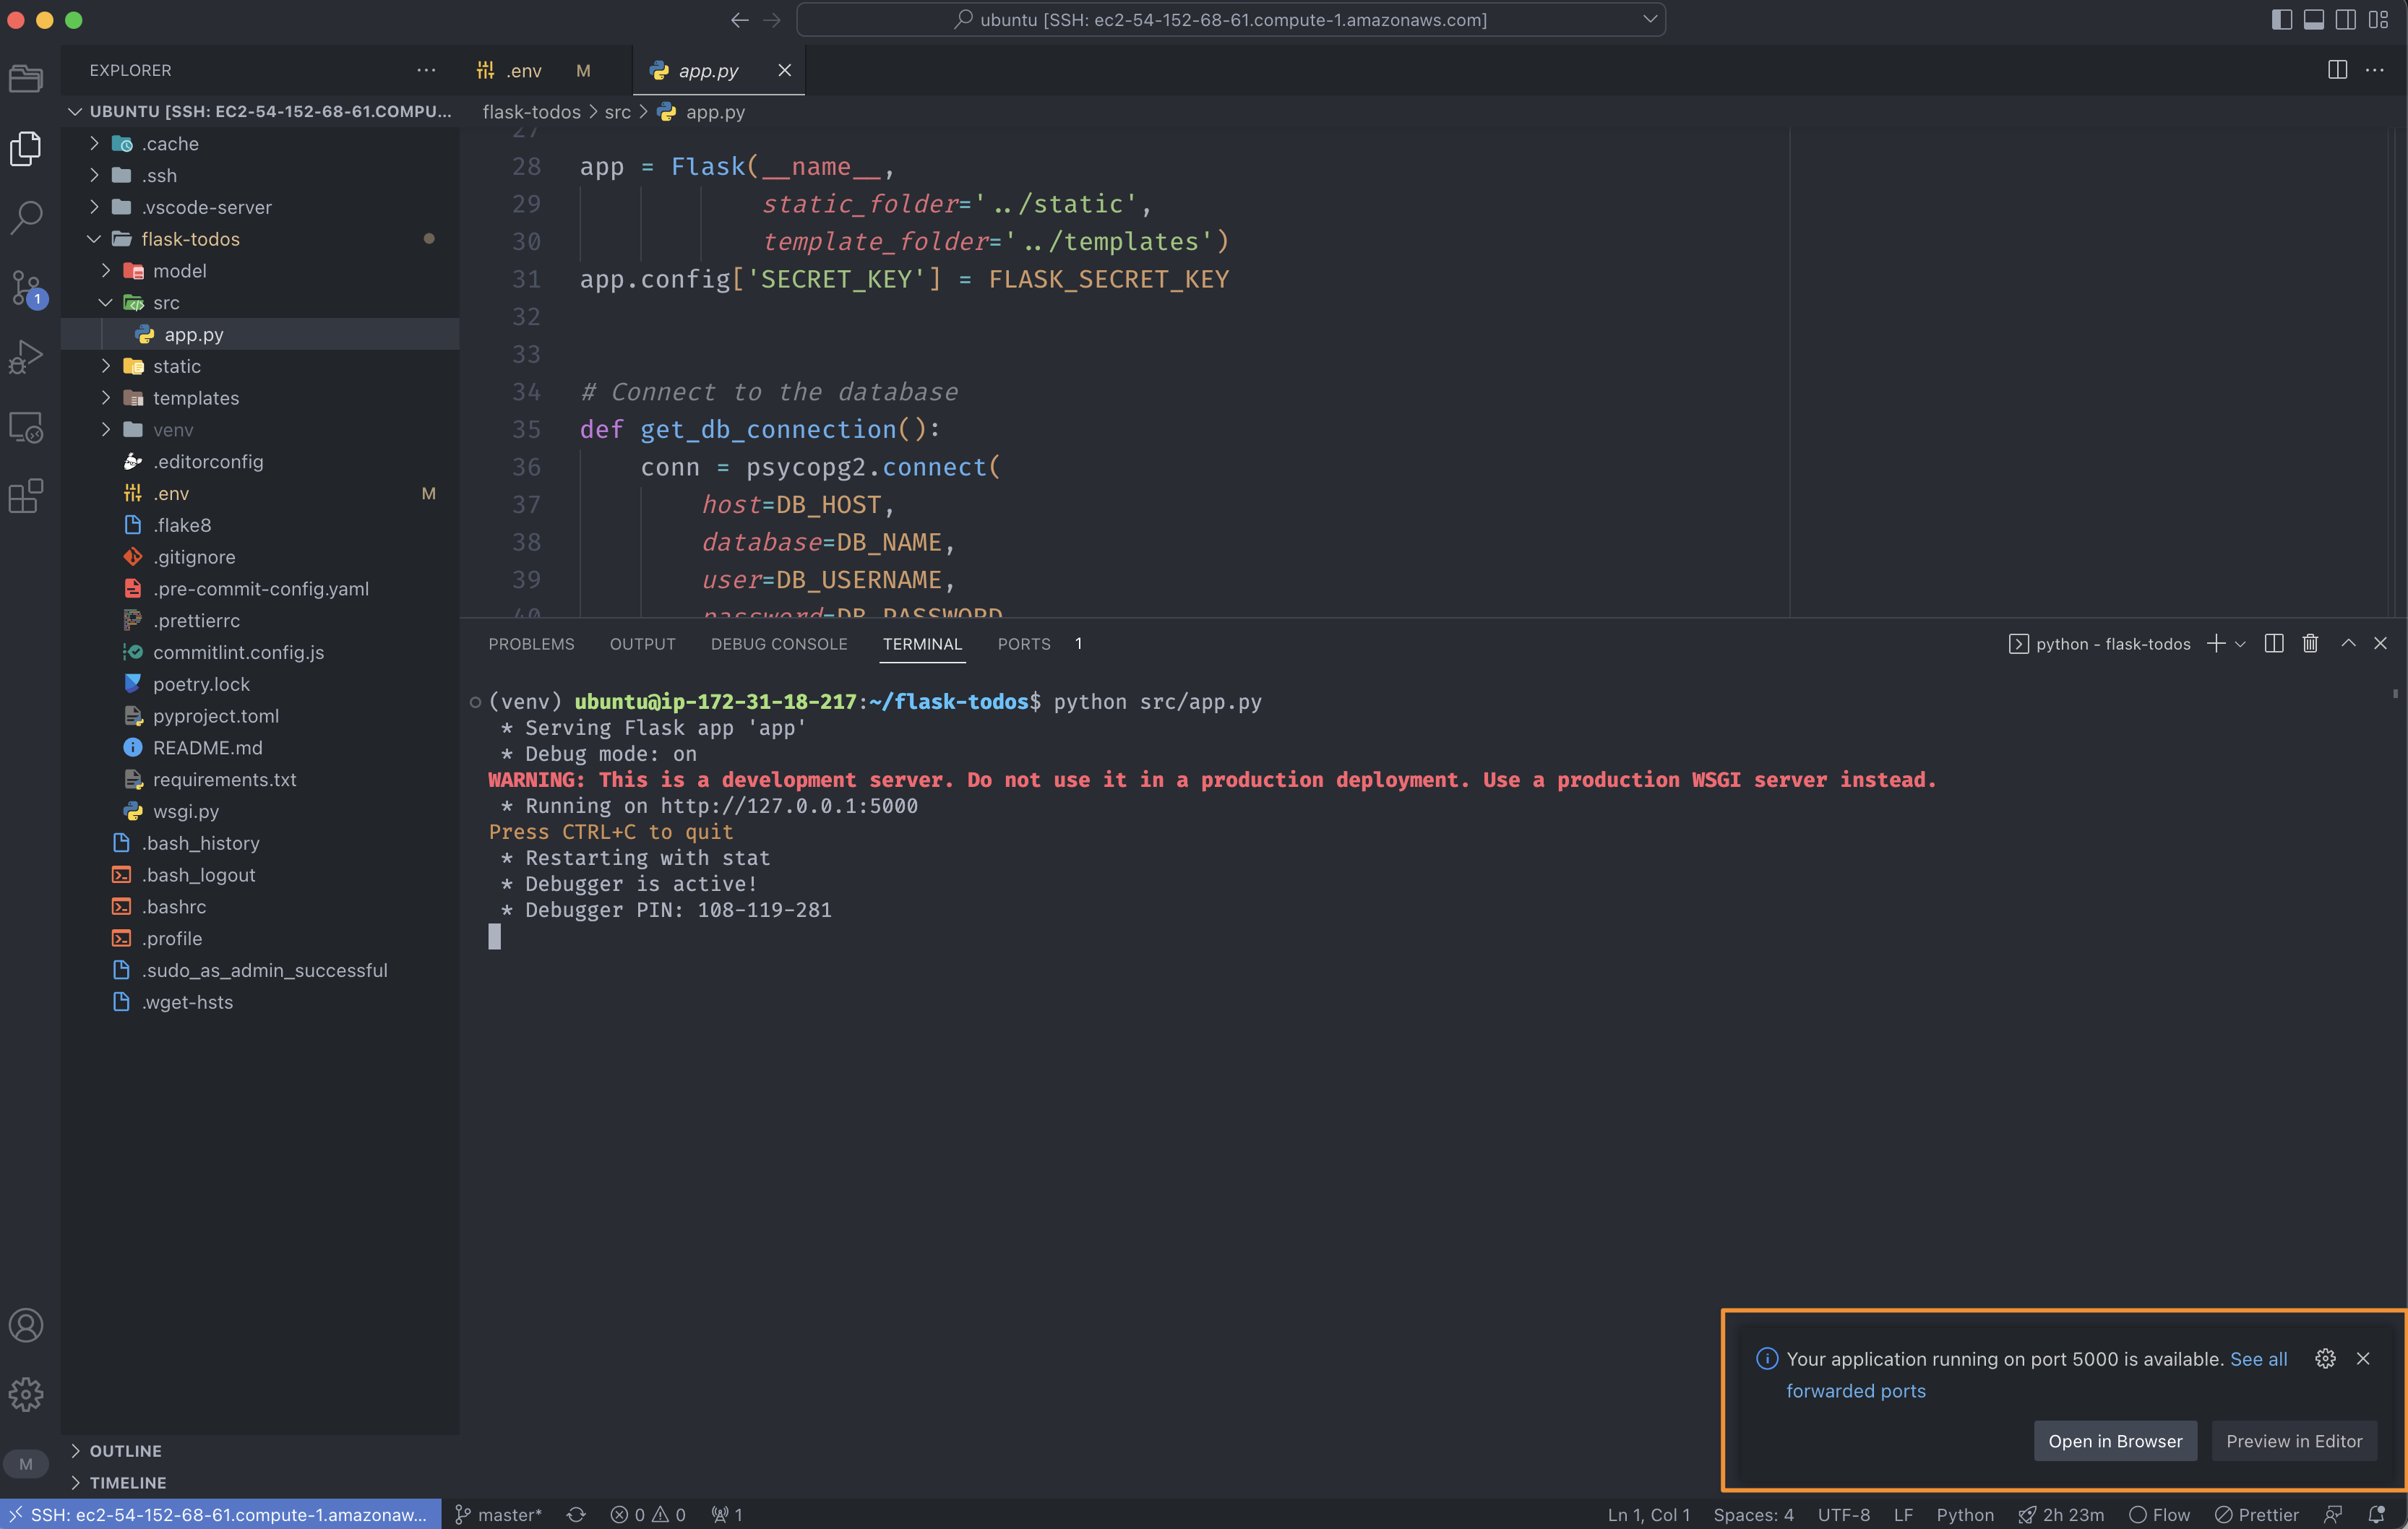 ubuntu [SSH: ec2-54-152-68-61.compute-1.amazonaws.com]
EXPLORER
.env M
app.py
UBUNTU [SSH: EC2-54-152-68-61.COMPU...
flask-todos > src > app.py
.cache
.ssh
.vscode-server
flask-todos
model
src
app.py
static
templates
venv
.editorconfig
.env M
.flake8
.gitignore
.pre-commit-config.yaml
.prettierrc
commitlint.config.js
poetry.lock
pyproject.toml
README.md
requirements.txt
wsgi.py
.bash_history
.bash_logout
.bashrc
.profile
.sudo_as_admin_successful
.wget-hsts
OUTLINE
TIMELINE
1
M
27
28 app = Flask(__name__,
29 static_folder='../static',
30 template_folder='../templates')
31 app.config['SECRET_KEY'] = FLASK_SECRET_KEY
32
33
34 # Connect to the database
35 def get_db_connection():
36 conn = psycopg2.connect(
37 host=DB_HOST,
38 database=DB_NAME,
39 user=DB_USERNAME,
40 password=DB_PASSWORD
PROBLEMS OUTPUT DEBUG CONSOLE TERMINAL PORTS 1
python - flask-todos
(venv) ubuntu@ip-172-31-18-217:~/flask-todos$ python src/app.py
* Serving Flask app 'app'
* Debug mode: on
WARNING: This is a development server. Do not use it in a production deployment. Use a production WSGI server instead.
* Running on http://127.0.0.1:5000
Press CTRL+C to quit
* Restarting with stat
* Debugger is active!
* Debugger PIN: 108-119-281
Your application running on port 5000 is available. See all
forwarded ports
Open in Browser
Preview in Editor
SSH: ec2-54-152-68-61.compute-1.amazonaw... master* 0 0 1
Ln 1, Col 1 Spaces: 4 UTF-8 LF Python 2h 23m Flow Prettier